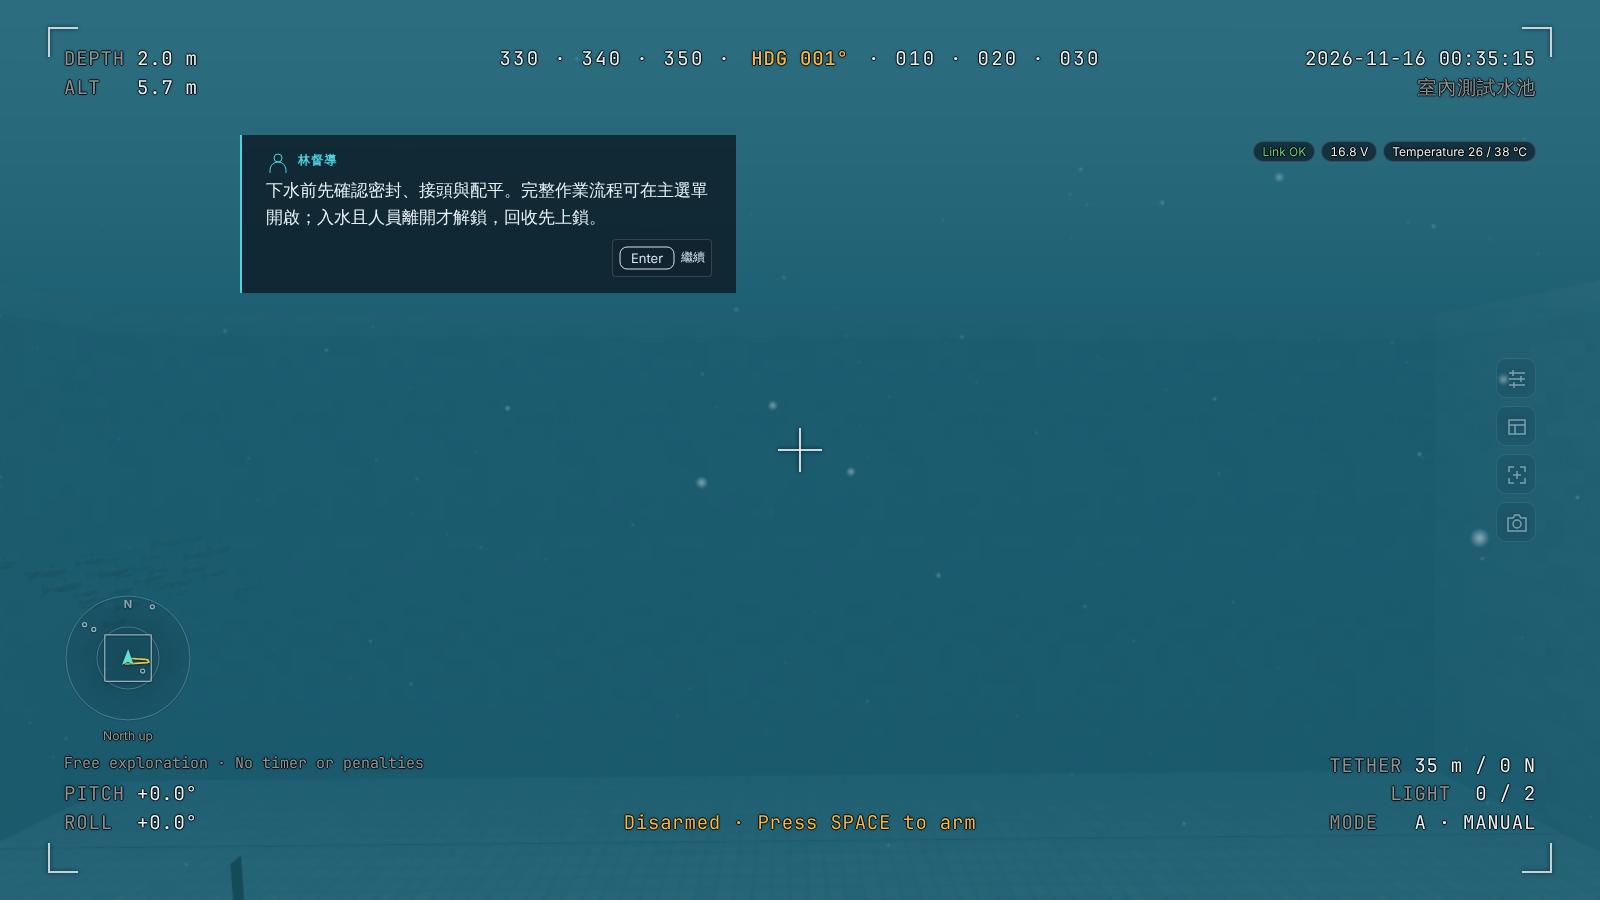 DEPTH 2.0 m
ALT 5.7 m
330 · 340 · 350 · HDG 001° · 010 · 020 · 030
2026-11-16 00:35:15
室內測試水池
Link OK
16.8 V
Temperature 26 / 38 °C
林督導
下水前先確認密封、接頭與配平。完整作業流程可在主選單
開啟；入水且人員離開才解鎖，回收先上鎖。
Enter 繼續
N
North up
Free exploration · No timer or penalties
PITCH +0.0°
ROLL +0.0°
Disarmed · Press SPACE to arm
TETHER 35 m / 0 N
LIGHT 0 / 2
MODE A · MANUAL